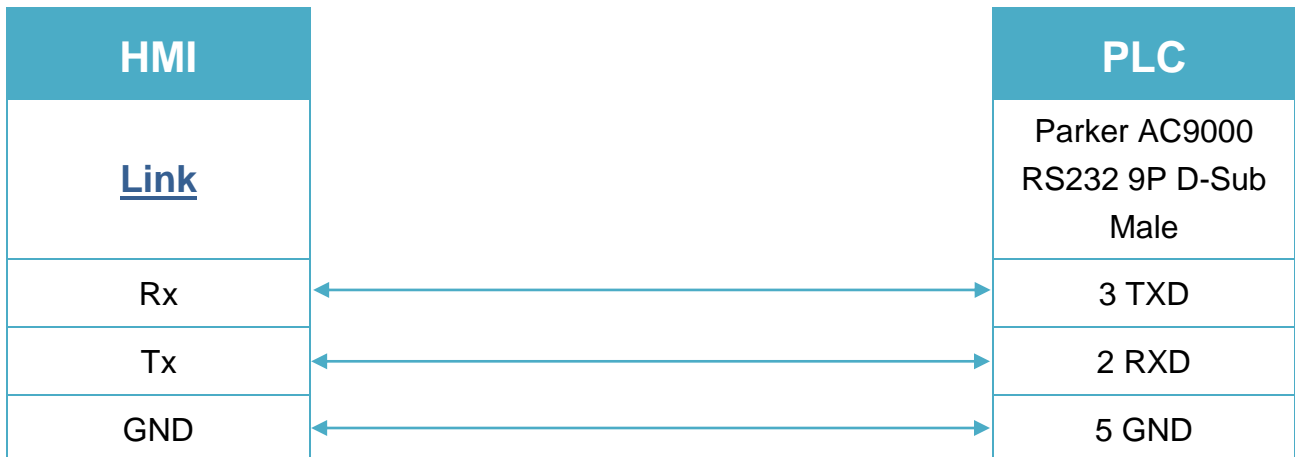 HMI
PLC
Link
Parker AC9000
RS232 9P D-Sub
Male
Rx
3 TXD
Tx
2 RXD
GND
5 GND